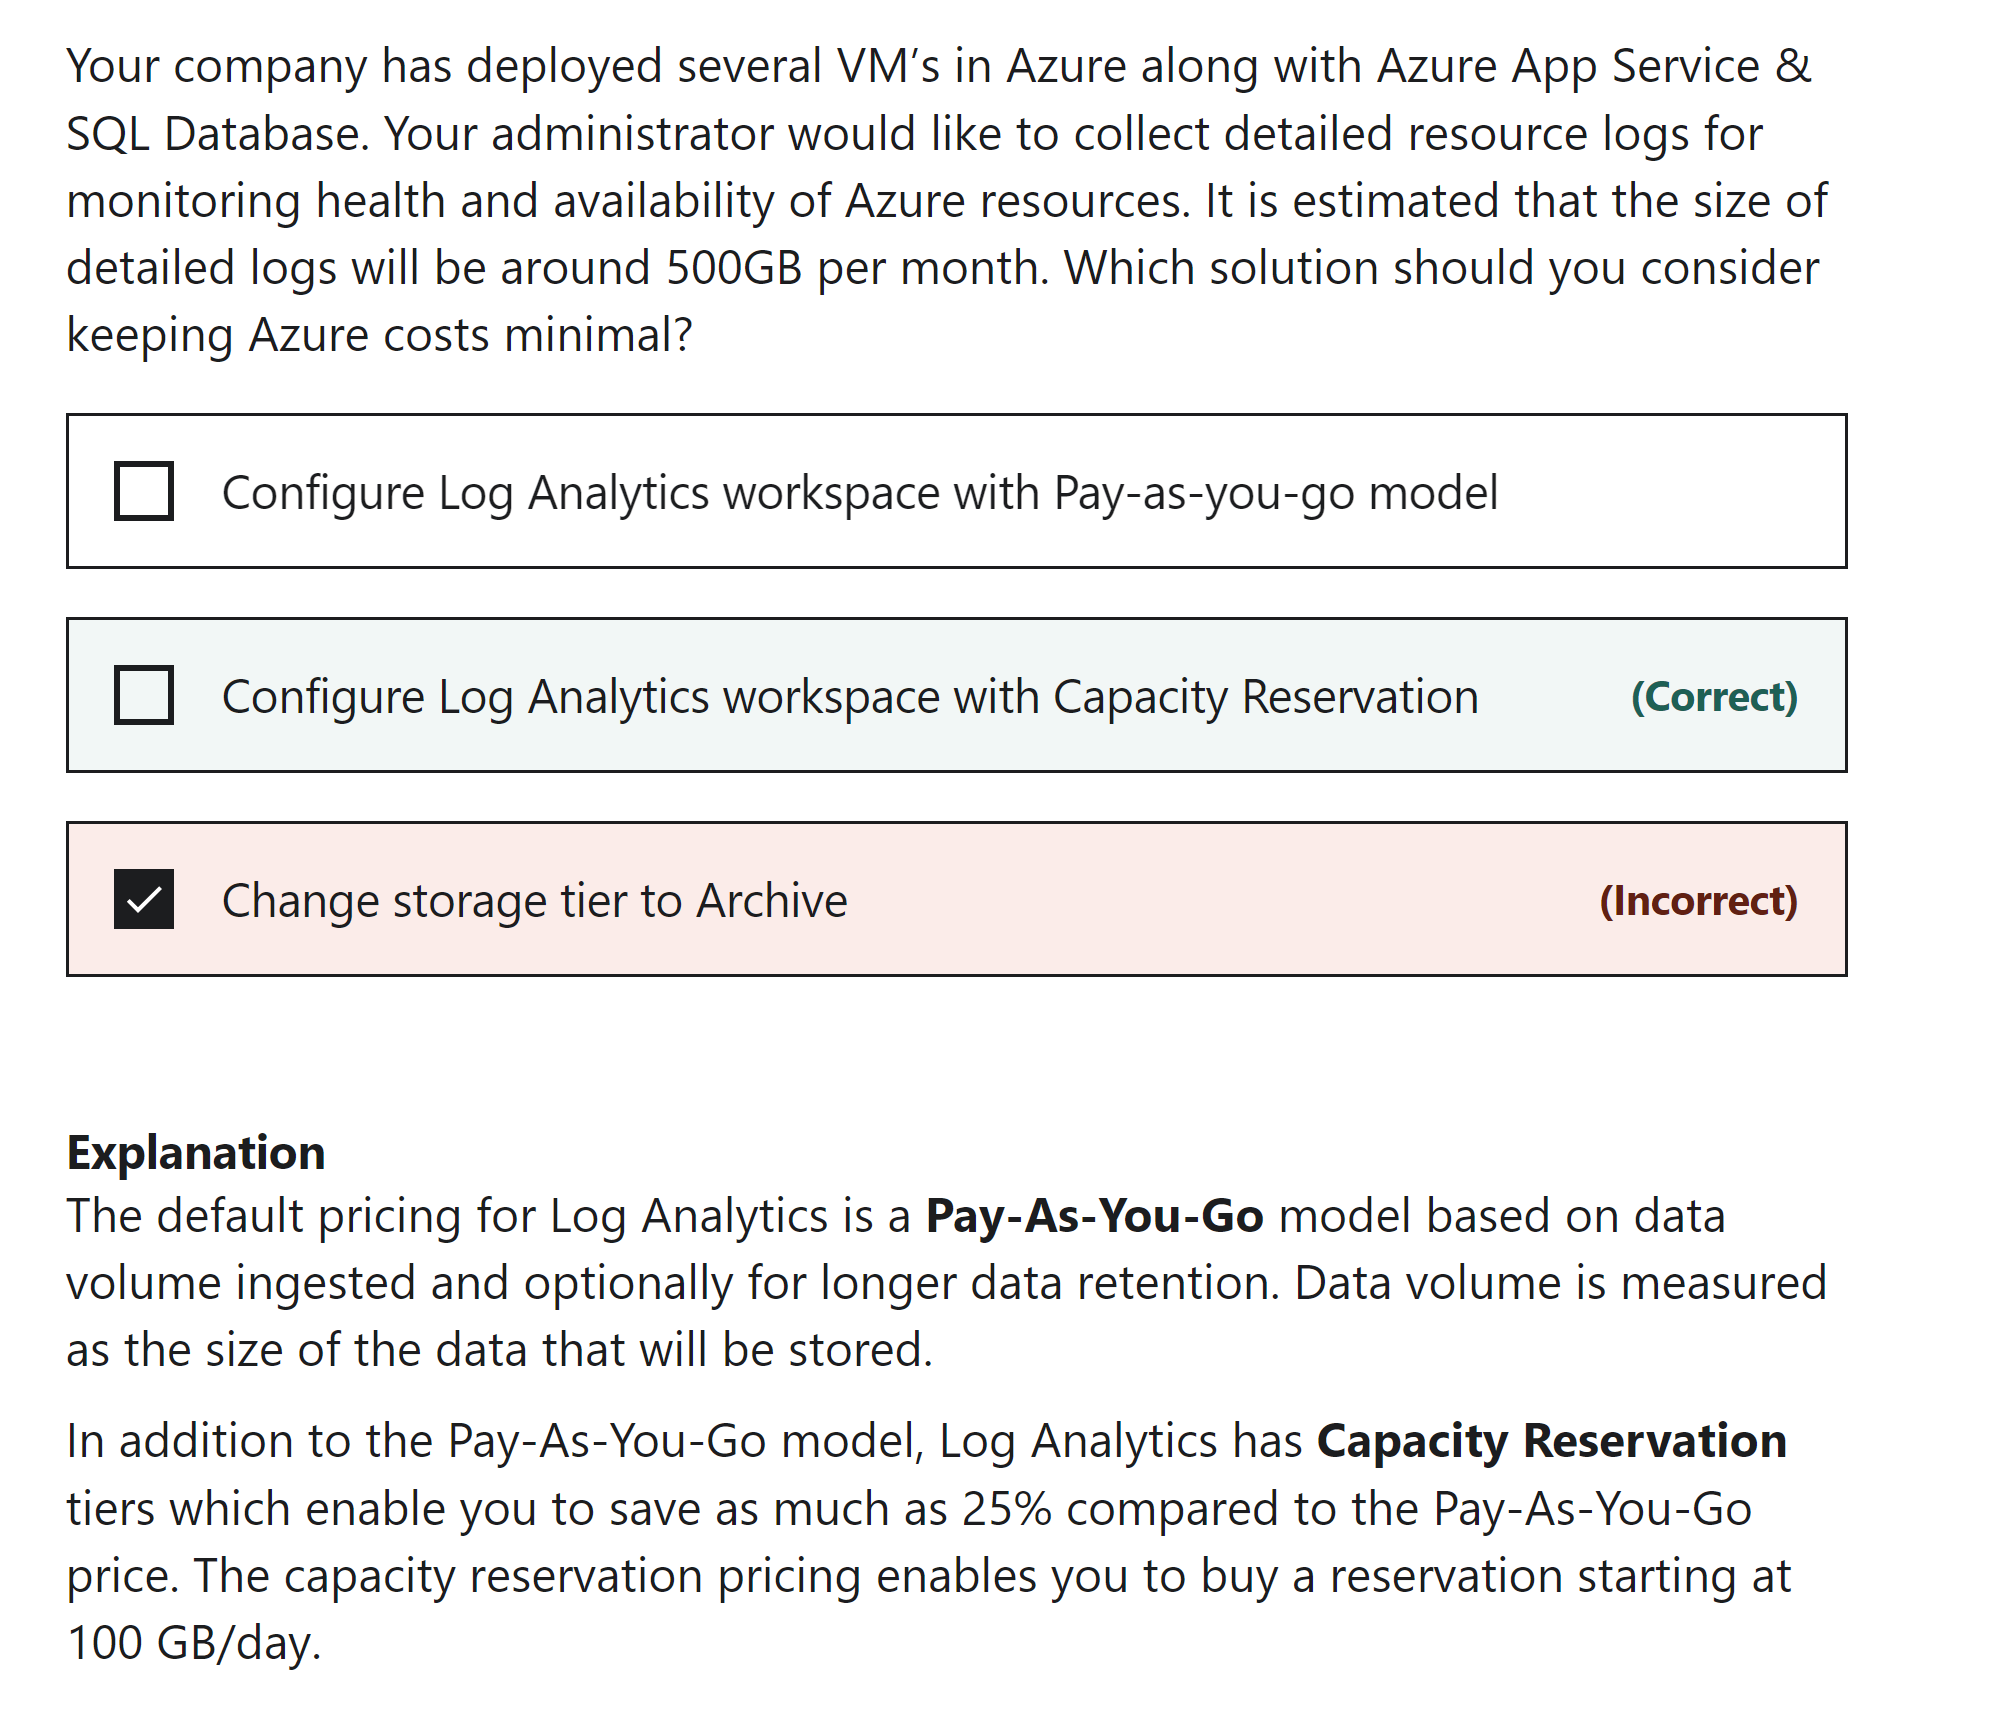 Your company has deployed several VM’s in Azure along with Azure App Service &
SQL Database. Your administrator would like to collect detailed resource logs for
monitoring health and availability of Azure resources. It is estimated that the size of
detailed logs will be around 500GB per month. Which solution should you consider
keeping Azure costs minimal?
Configure Log Analytics workspace with Pay-as-you-go model
Configure Log Analytics workspace with Capacity Reservation (Correct)
Change storage tier to Archive (Incorrect)
Explanation
The default pricing for Log Analytics is a Pay-As-You-Go model based on data
volume ingested and optionally for longer data retention. Data volume is measured
as the size of the data that will be stored.
In addition to the Pay-As-You-Go model, Log Analytics has Capacity Reservation
tiers which enable you to save as much as 25% compared to the Pay-As-You-Go
price. The capacity reservation pricing enables you to buy a reservation starting at
100 GB/day.